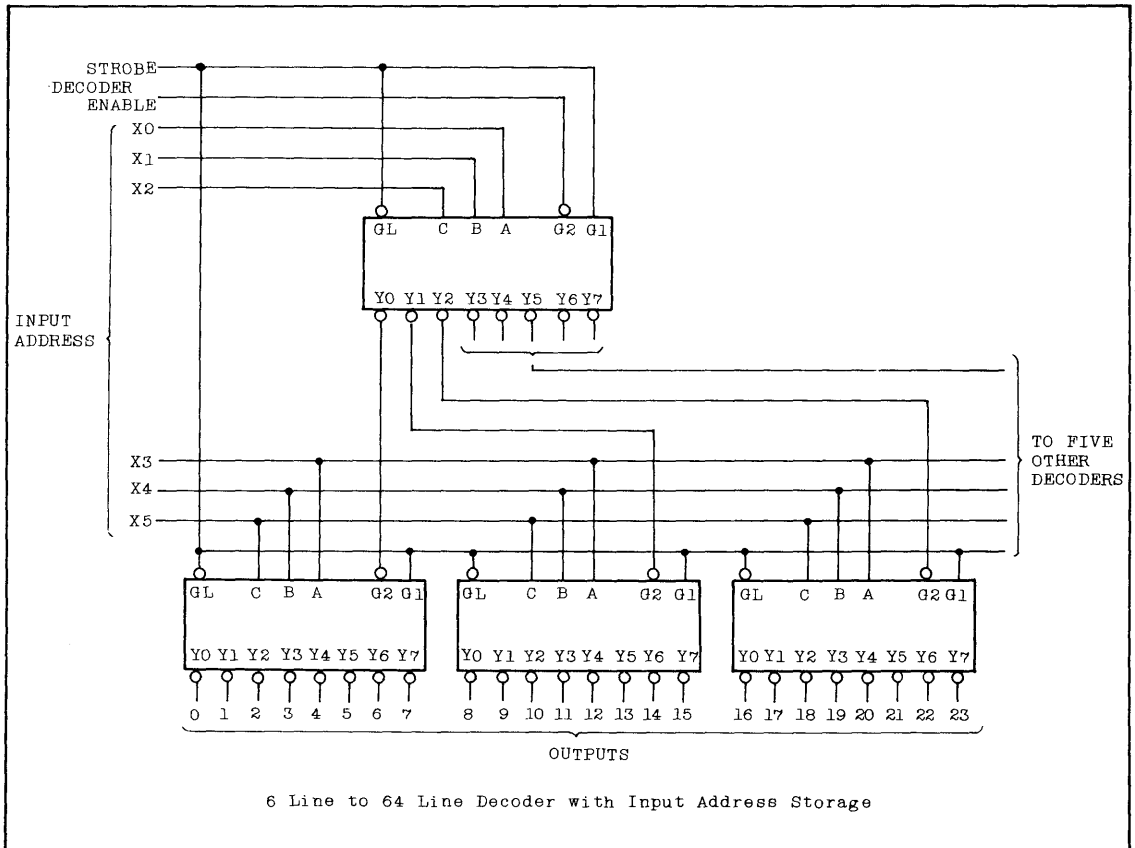 STROBE
DECODER
ENABLE
X0
X1
X2
GL C B A G2 G1
Y0 Y1 Y2 Y3 Y4 Y5 Y6 Y7
INPUT
ADDRESS
TO FIVE
OTHER
DECODERS
X3
X4
X5
GL C B A G2 G1 GL C B A G2 G1 GL C B A G2 G1
Y0 Y1 Y2 Y3 Y4 Y5 Y6 Y7 Y0 Y1 Y2 Y3 Y4 Y5 Y6 Y7 Y0 Y1 Y2 Y3 Y4 Y5 Y6 Y7
0 1 2 3 4 5 6 7 8 9 10 11 12 13 14 15 16 17 18 19 20 21 22 23
OUTPUTS
6 Line to 64 Line Decoder with Input Address Storage